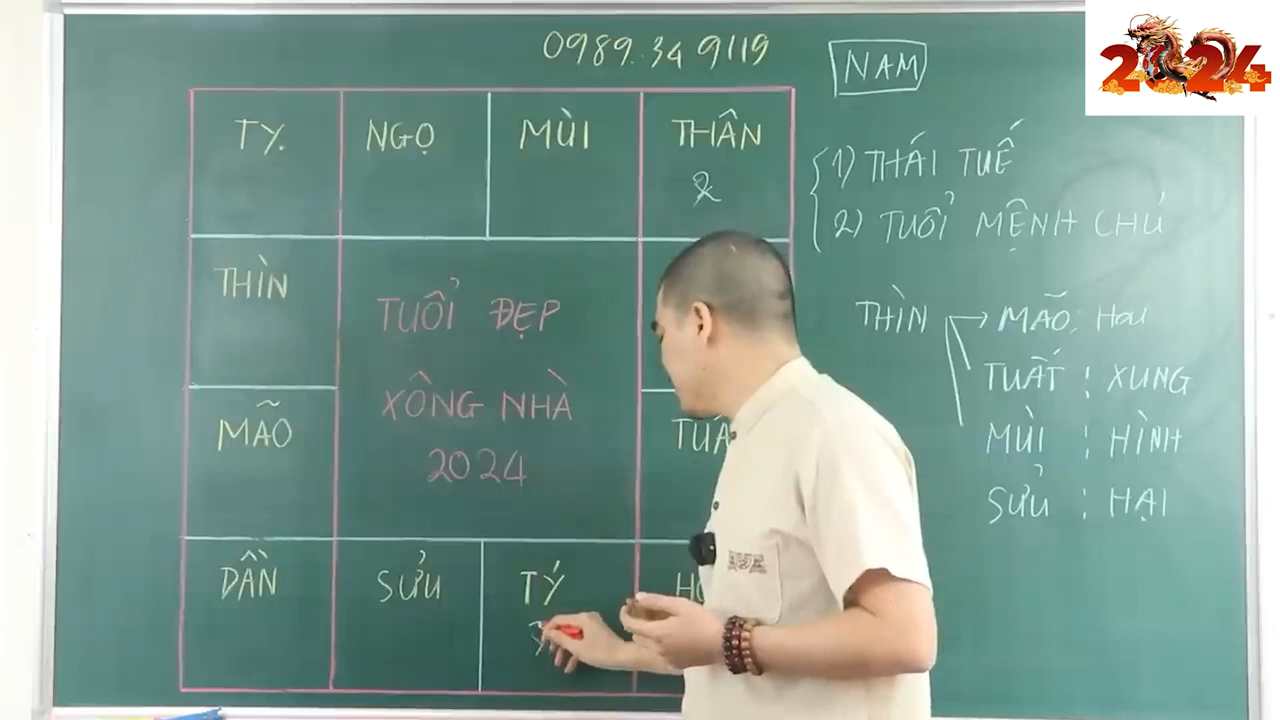 0989.34 9119
NAM
2024
TỴ
NGỌ
MÙI
THÂN
&
1) THÁI TUẾ
2) TUỔI MỆNH CHỦ
THÌN
TUỔI ĐẸP
XÔNG NHÀ
2024
MÃO
DẦN
SỬU
TÝ
THÌN → MÃO:
TUẤT : XUNG
MÙI : HÌNH
SỬU : HẠI